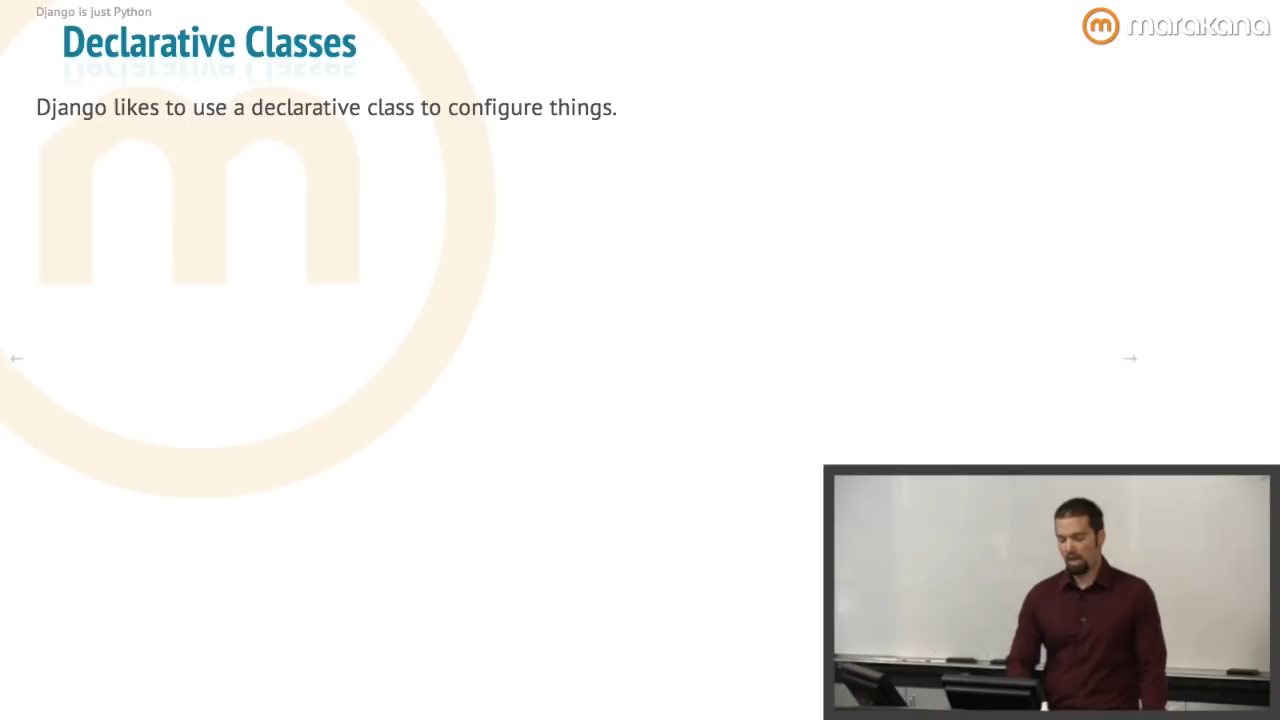 Django is just Python
marakana
Declarative Classes
Django likes to use a declarative class to configure things.